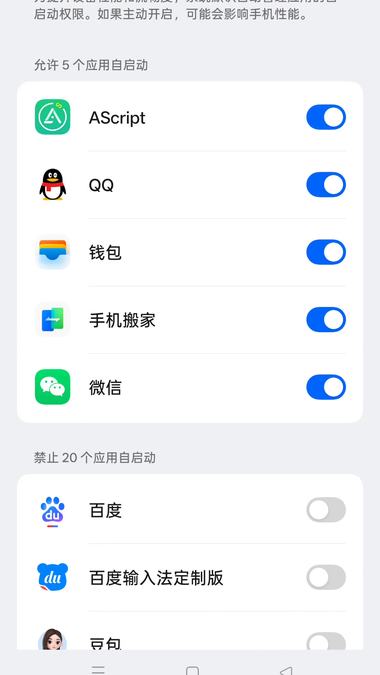 启动权限。如果主动开启，可能会影响手机性能。
允许 5 个应用自启动
AScript
QQ
钱包
手机搬家
微信
禁止 20 个应用自启动
百度
du
百度输入法定制版
du
豆包